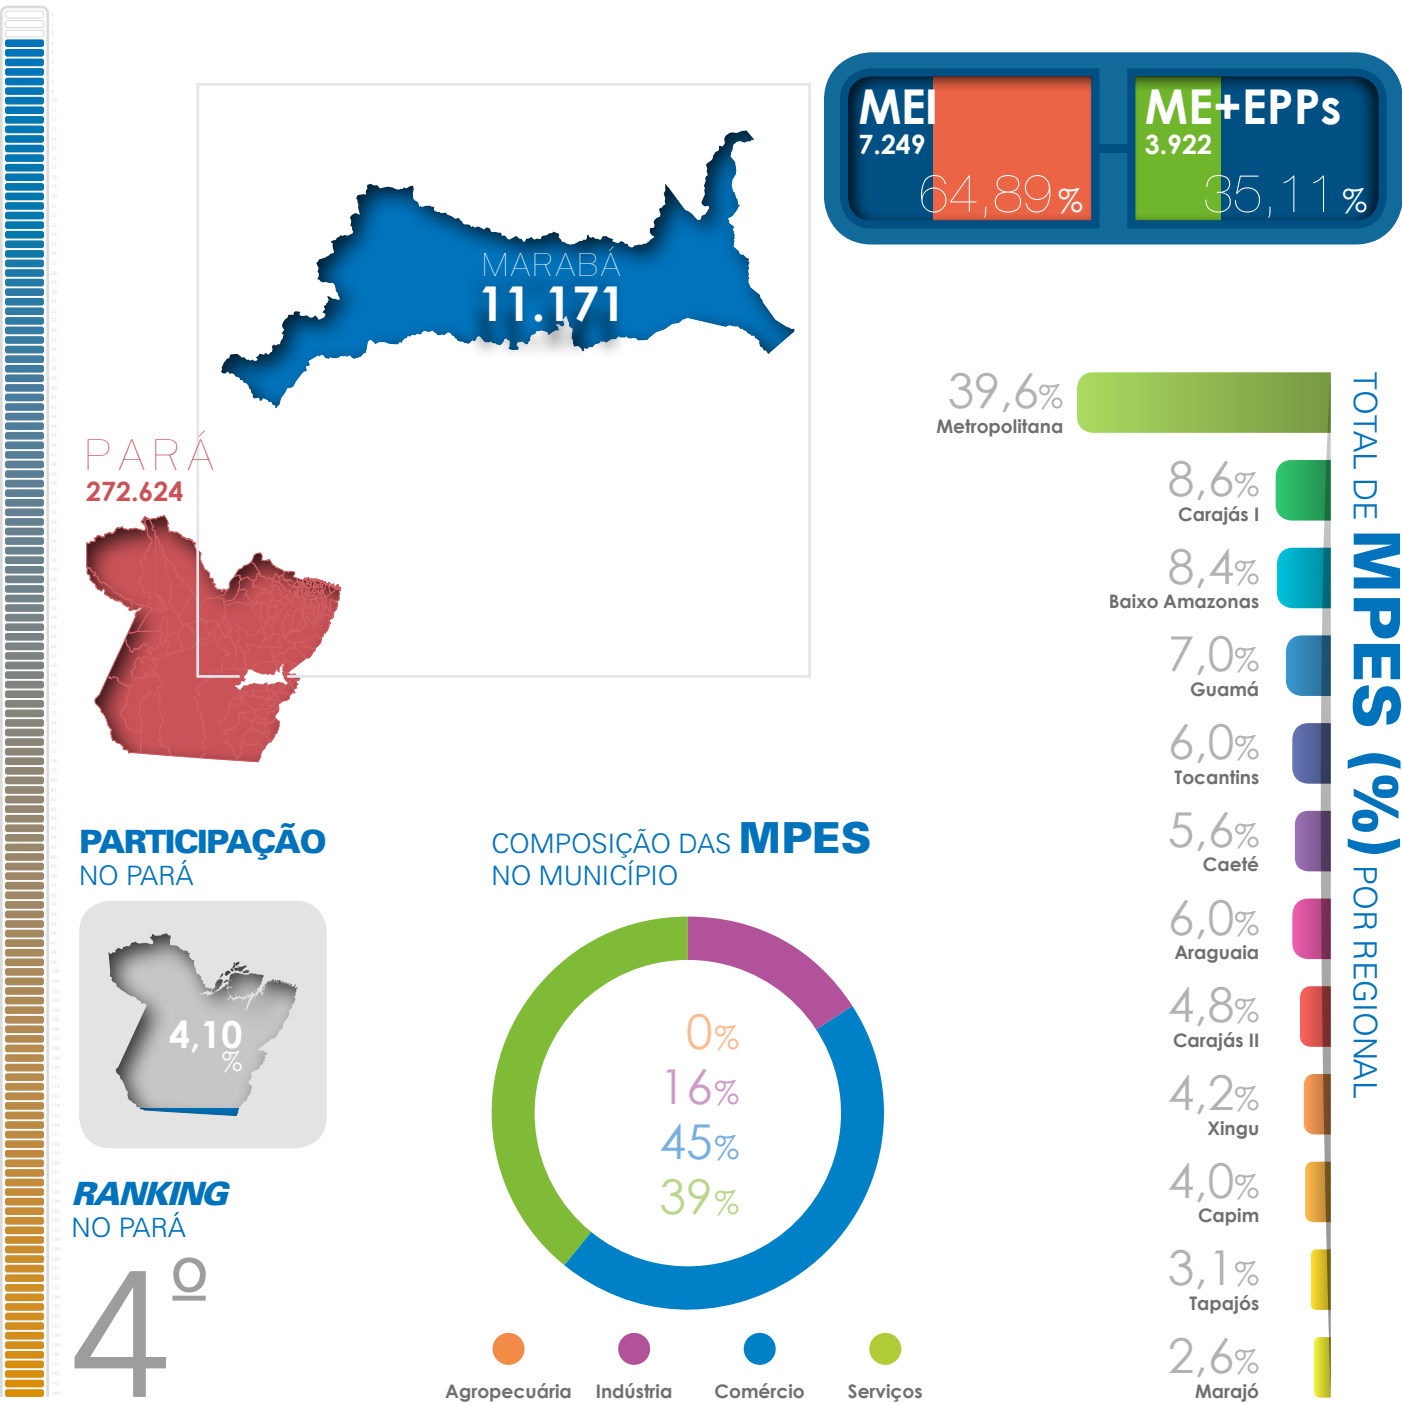 MEI
7.249
64,89%
ME+EPPs
3.922
35,11%
MARABÁ
11.171
PARÁ
272.624
TOTAL DE MPES (%) POR REGIONAL
39,6%
Metropolitana
8,6%
Carajás I
8,4%
Baixo Amazonas
7,0%
Guamá
6,0%
Tocantins
5,6%
Caeté
6,0%
Araguaia
4,8%
Carajás II
4,2%
Xingu
4,0%
Capim
3,1%
Tapajós
2,6%
Marajó
PARTICIPAÇÃO
NO PARÁ
4,10
%
RANKING
NO PARÁ
4º
COMPOSIÇÃO DAS MPES
NO MUNICÍPIO
0%
16%
45%
39%
Agropecuária Indústria Comércio Serviços